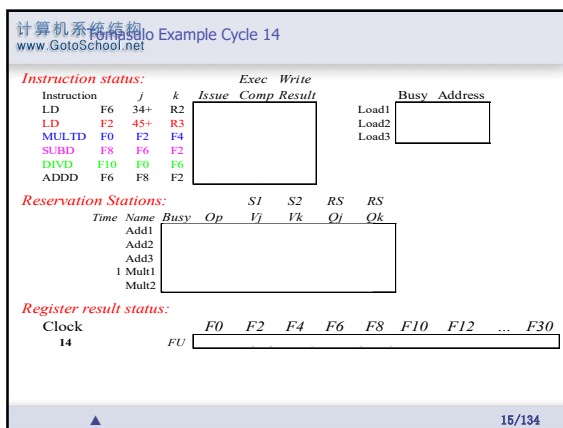 计算机系统结构
Tomasulo Example Cycle 14
www.GotoSchool.net
Instruction status: Exec Write
Instruction j k Issue Comp Result Busy Address
LD F6 34+ R2 Load1
LD F2 45+ R3 Load2
MULTD F0 F2 F4 Load3
SUBD F8 F6 F2
DIVD F10 F0 F6
ADDD F6 F8 F2
Reservation Stations: S1 S2 RS RS
Time Name Busy Op Vj Vk Qj Qk
Add1
Add2
Add3
1 Mult1
Mult2
Register result status:
Clock F0 F2 F4 F6 F8 F10 F12 ... F30
14 FU
15/134